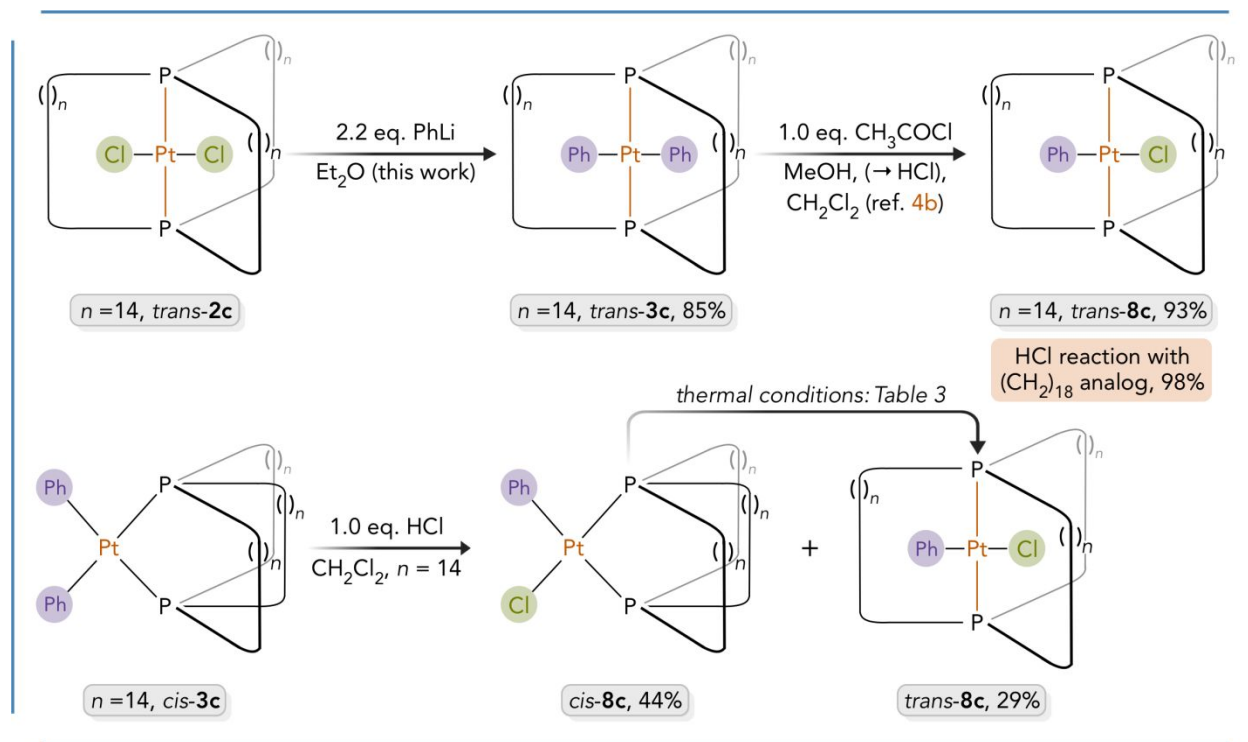 P ( )n P ( )n P ( )n
( )n ( )n ( )n
Cl Pt Cl ( )n
2.2 eq. PhLi
Et₂O (this work)
Ph Pt Ph ( )n
1.0 eq. CH₃COCl
MeOH, (→ HCl),
CH₂Cl₂ (ref. 4b)
Ph Pt Cl ( )n
P P P
n =14, trans-2c
n =14, trans-3c, 85%
n =14, trans-8c, 93%
HCl reaction with
(CH₂)₁₈ analog, 98%
thermal conditions: Table 3
( )n ( )n ( )n
Ph P ( )n
Pt ( )n
Ph P
1.0 eq. HCl
CH₂Cl₂, n = 14
Ph P ( )n
Pt ( )n
Cl P
+
P
( )n
Ph Pt Cl ( )n
P
n =14, cis-3c
cis-8c, 44%
trans-8c, 29%